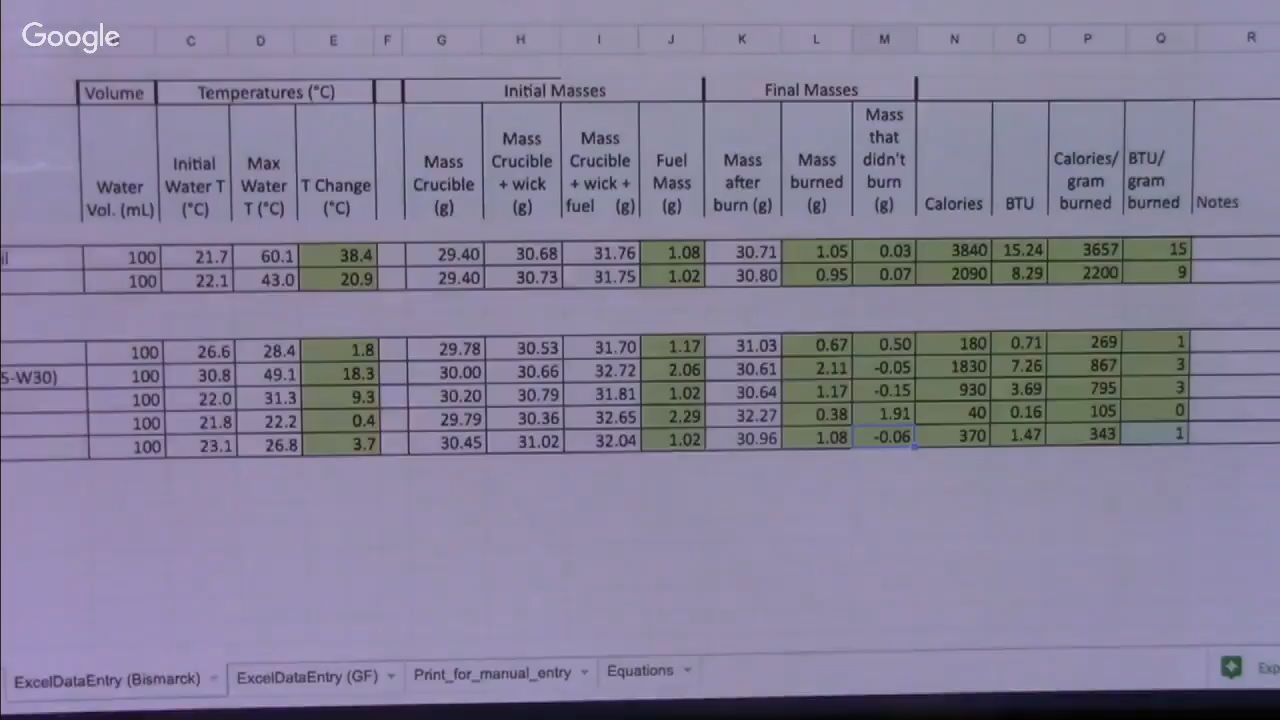 Google
C D E F G H I J K L M N O P Q R
Volume Temperatures (°C) Initial Masses Final Masses
Water Vol. (mL) Initial Water T (°C) Max Water T (°C) T Change (°C) Mass Crucible (g) Mass Crucible + wick (g) Mass Crucible + wick + fuel (g) Fuel Mass (g) Mass after burn (g) Mass burned (g) Mass that didn't burn (g) Calories BTU Calories/ gram burned BTU/ gram burned Notes
il 100 21.7 60.1 38.4 29.40 30.68 31.76 1.08 30.71 1.05 0.03 3840 15.24 3657 15
100 22.1 43.0 20.9 29.40 30.73 31.75 1.02 30.80 0.95 0.07 2090 8.29 2200 9
100 26.6 28.4 1.8 29.78 30.53 31.70 1.17 31.03 0.67 0.50 180 0.71 269 1
5-W30) 100 30.8 49.1 18.3 30.00 30.66 32.72 2.06 30.61 2.11 -0.05 1830 7.26 867 3
100 22.0 31.3 9.3 30.20 30.79 31.81 1.02 30.64 1.17 -0.15 930 3.69 795 3
100 21.8 22.2 0.4 29.79 30.36 32.65 2.29 32.27 0.38 1.91 40 0.16 105 0
100 23.1 26.8 3.7 30.45 31.02 32.04 1.02 30.96 1.08 -0.06 370 1.47 343 1
ExcelDataEntry (Bismarck) ExcelDataEntry (GF) Print_for_manual_entry Equations Exp